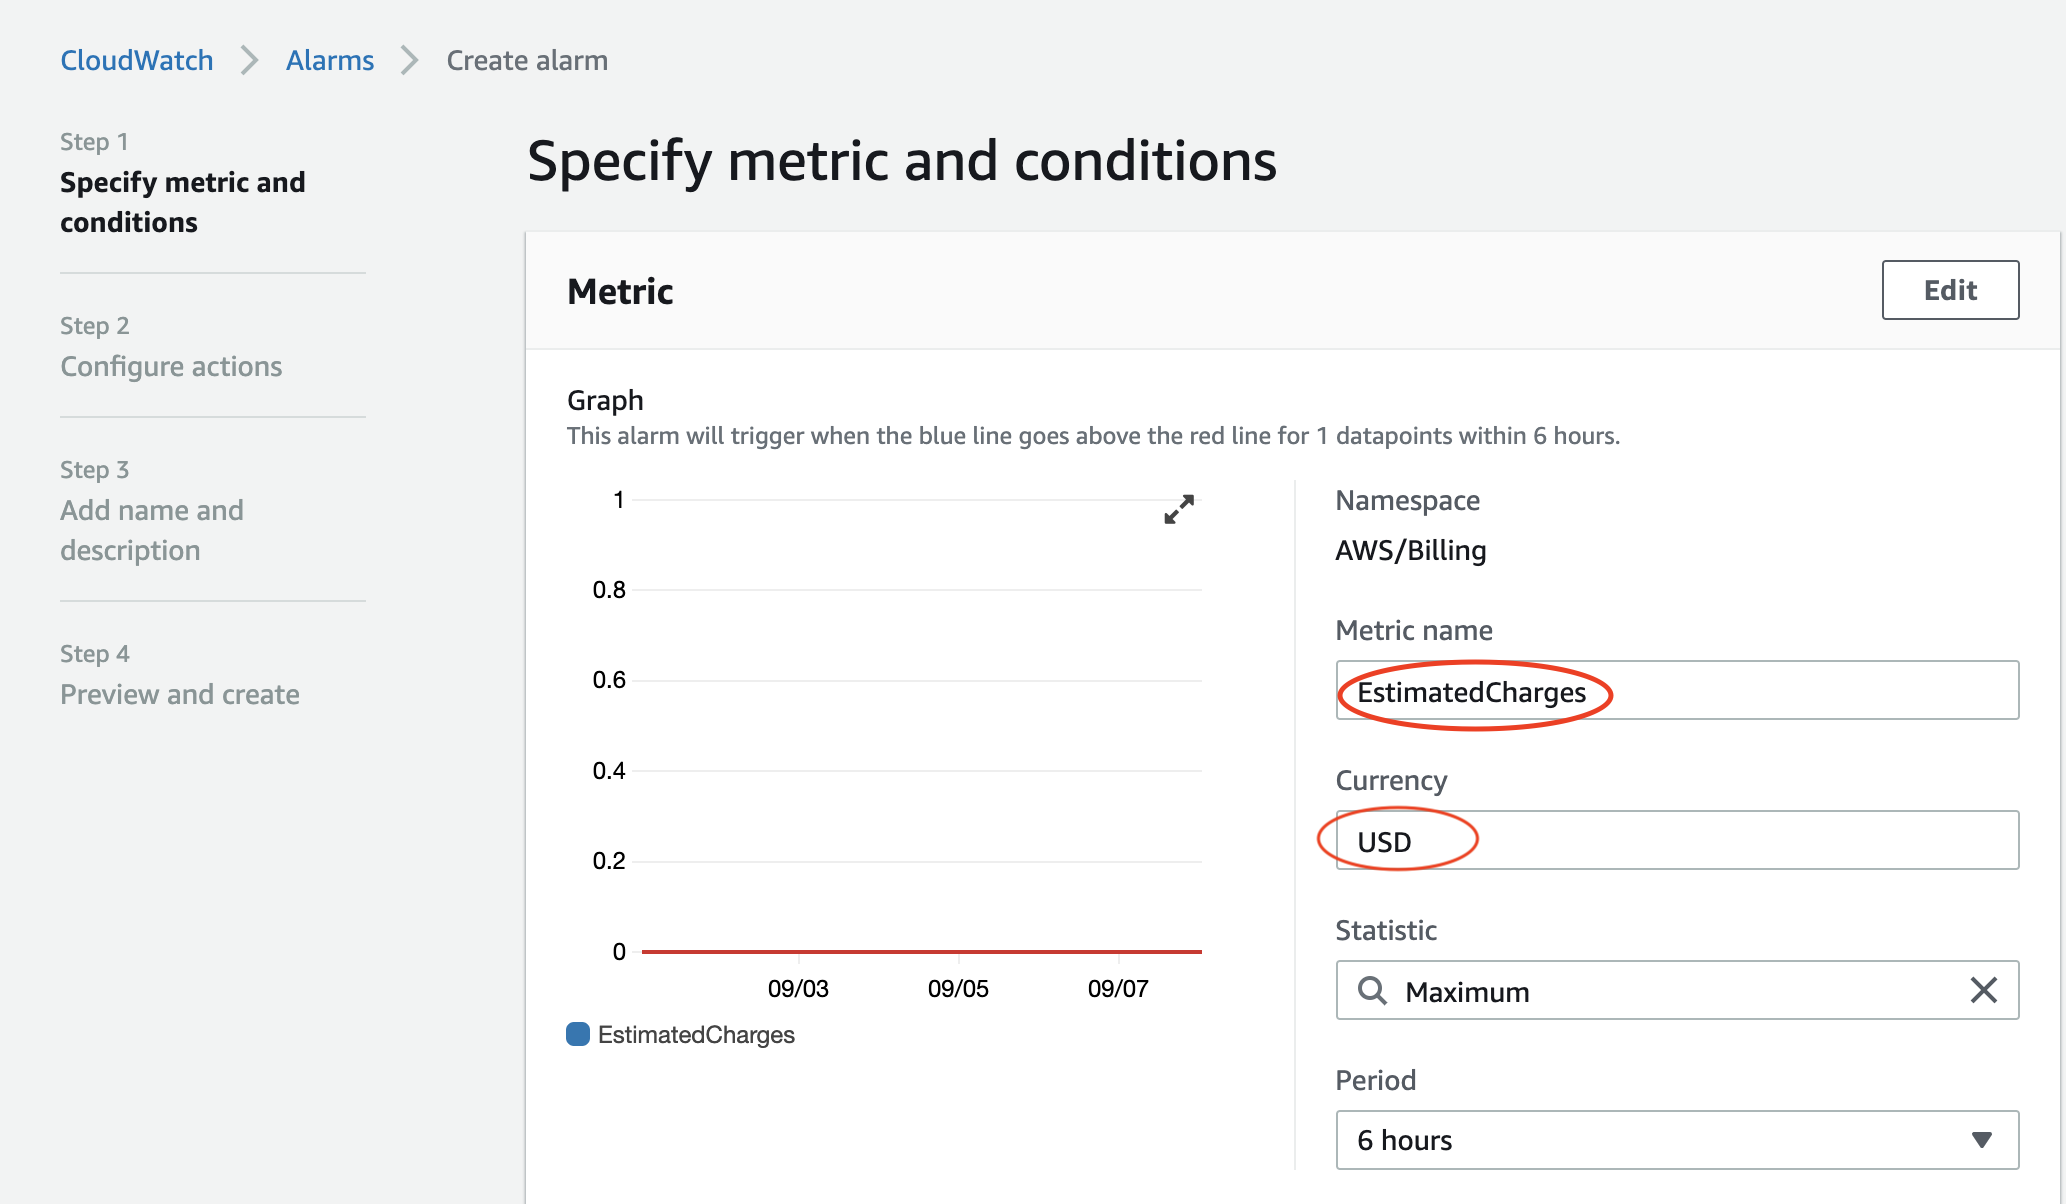 CloudWatch > Alarms > Create alarm
Step 1
Specify metric and
conditions
Step 2
Configure actions
Step 3
Add name and
description
Step 4
Preview and create
Specify metric and conditions
Metric
Edit
Graph
This alarm will trigger when the blue line goes above the red line for 1 datapoints within 6 hours.
1
0.8
0.6
0.4
0.2
0
09/03 09/05 09/07
EstimatedCharges
Namespace
AWS/Billing
Metric name
EstimatedCharges
Currency
USD
Statistic
Maximum
Period
6 hours